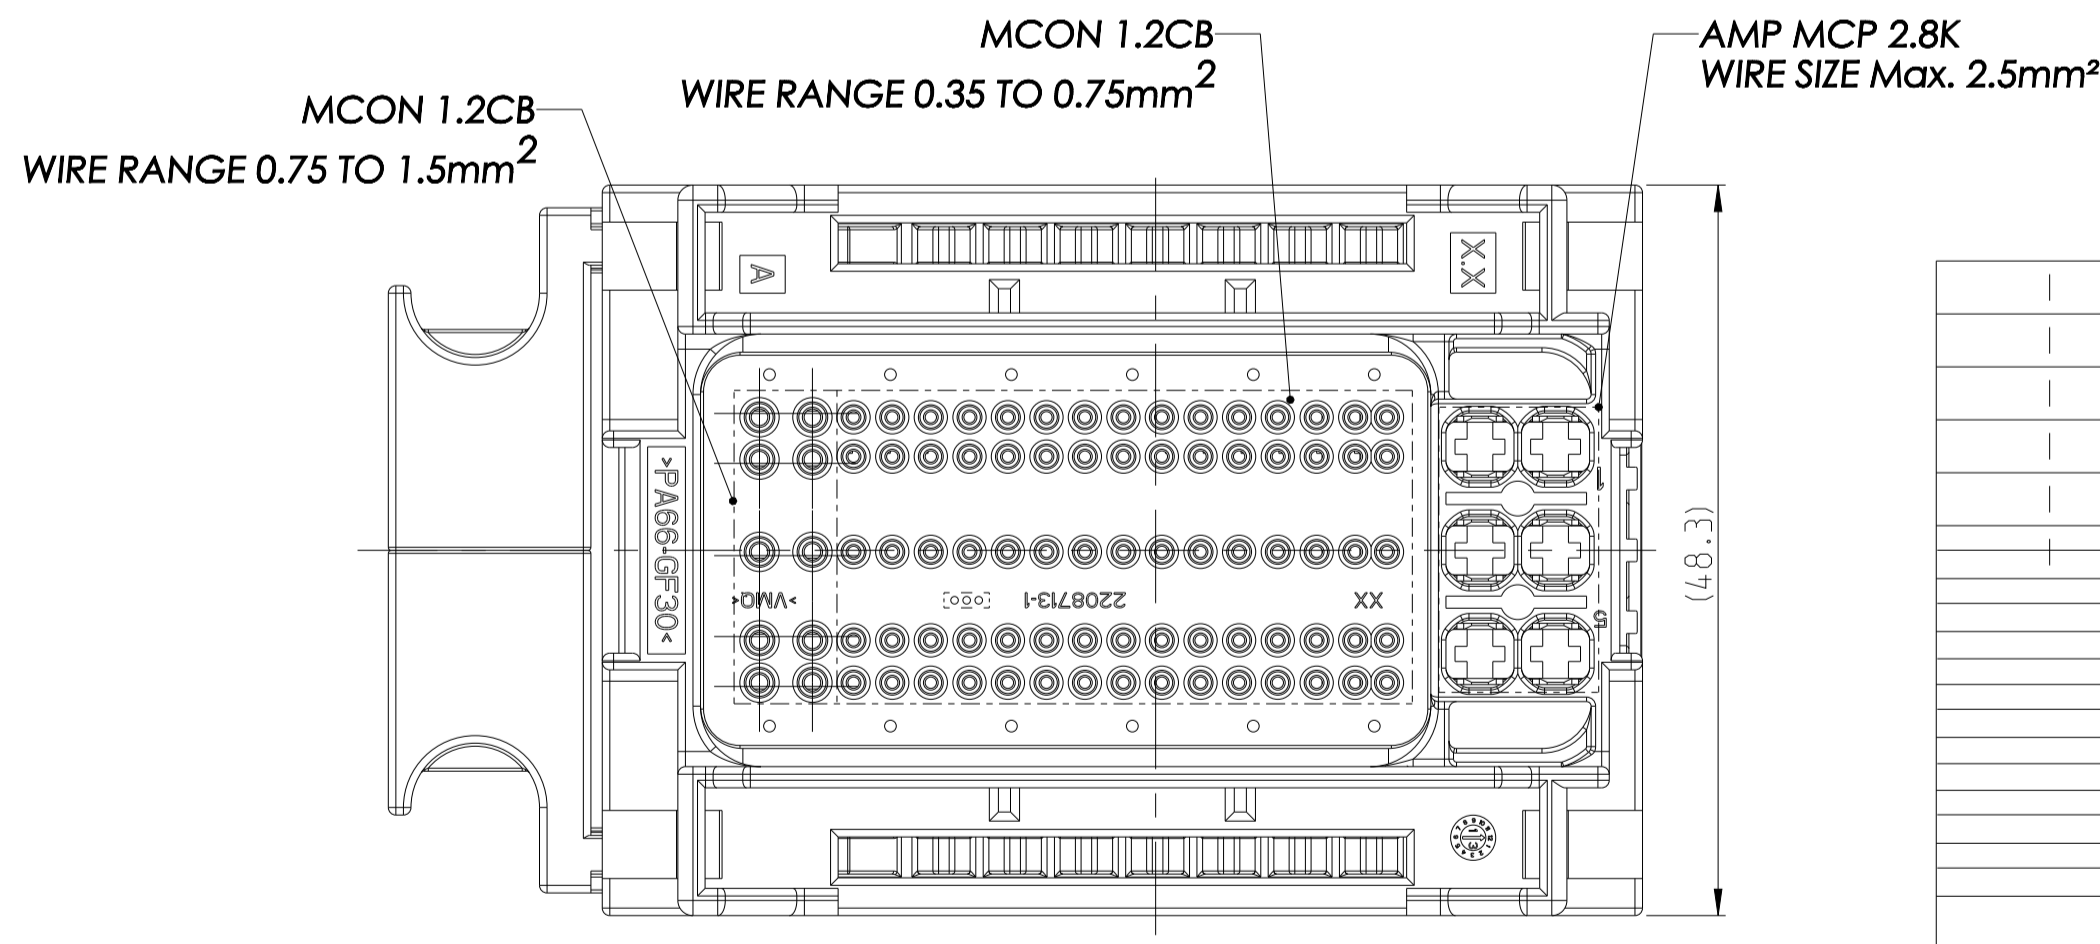 MCON 1.2CB
WIRE RANGE 0.35 TO 0.75mm²
AMP MCP 2.8K
WIRE SIZE Max. 2.5mm²
MCON 1.2CB
WIRE RANGE 0.75 TO 1.5mm²
A
X.X
1
>PA66-GF30<
(48.3)
>VMQ<
2208713-1
XX
5